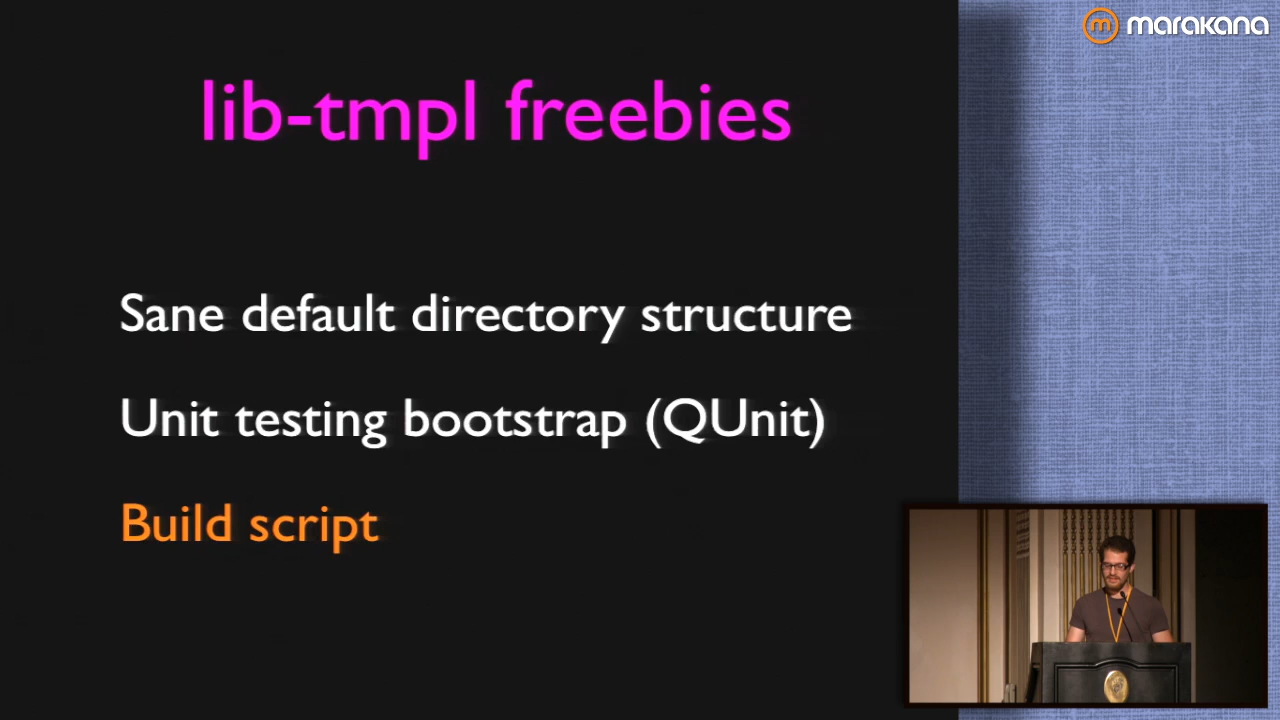 marakana
lib-tmpl freebies
Sane default directory structure
Unit testing bootstrap (QUnit)
Build script